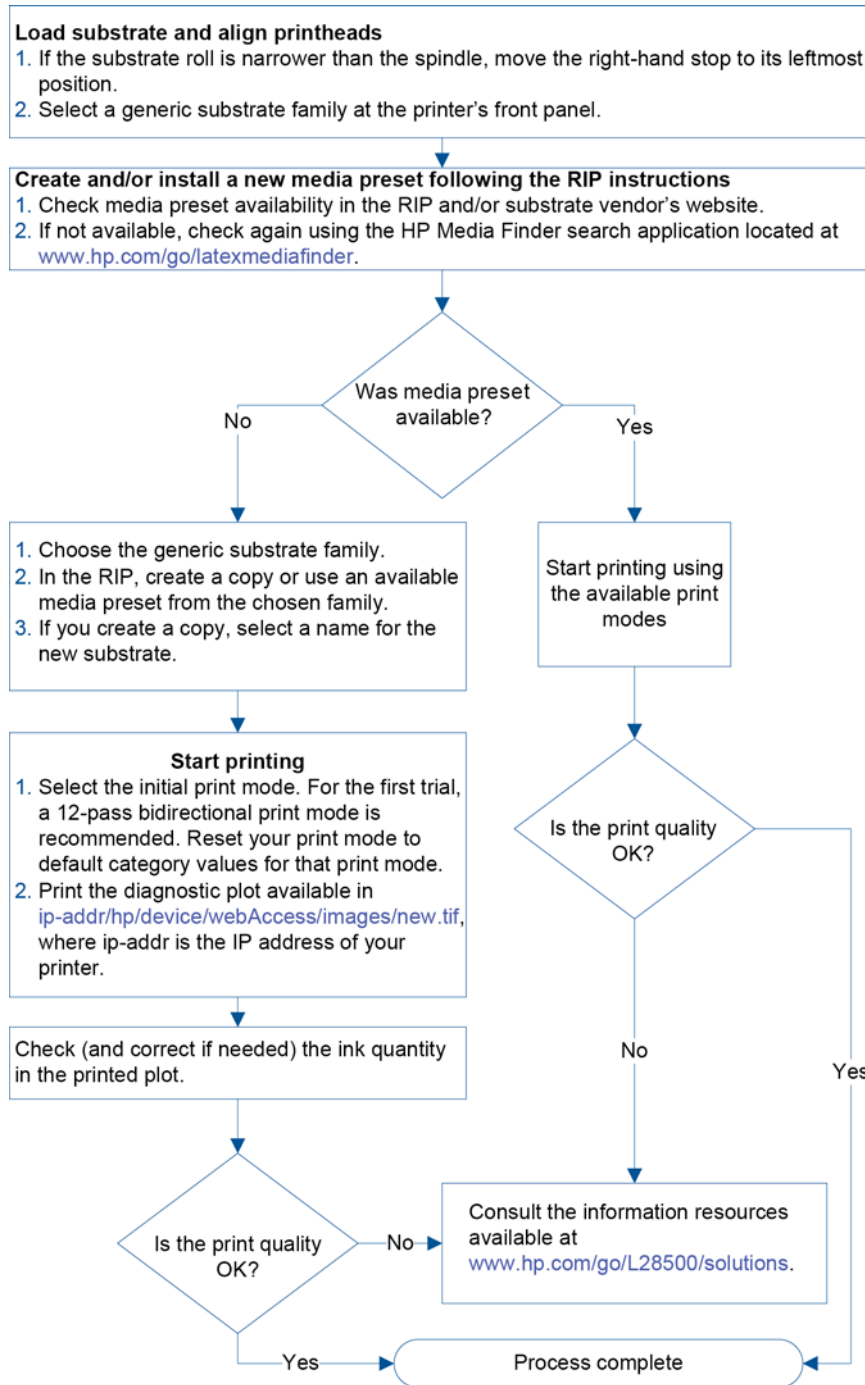 Load substrate and align printheads
1. If the substrate roll is narrower than the spindle, move the right-hand stop to its leftmost
position.
2. Select a generic substrate family at the printer's front panel.
Create and/or install a new media preset following the RIP instructions
1. Check media preset availability in the RIP and/or substrate vendor's website.
2. If not available, check again using the HP Media Finder search application located at
www.hp.com/go/latexmediafinder.
Was media preset
available?
No
Yes
1. Choose the generic substrate family.
2. In the RIP, create a copy or use an available
media preset from the chosen family.
3. If you create a copy, select a name for the
new substrate.
Start printing using
the available print
modes
Start printing
1. Select the initial print mode. For the first trial,
a 12-pass bidirectional print mode is
recommended. Reset your print mode to
default category values for that print mode.
2. Print the diagnostic plot available in
ip-addr/hp/device/webAccess/images/new.tif,
where ip-addr is the IP address of your
printer.
Is the print quality
OK?
No
Yes
Check (and correct if needed) the ink quantity
in the printed plot.
Is the print quality
OK?
No
Consult the information resources
available at
www.hp.com/go/L28500/solutions.
Yes
Process complete